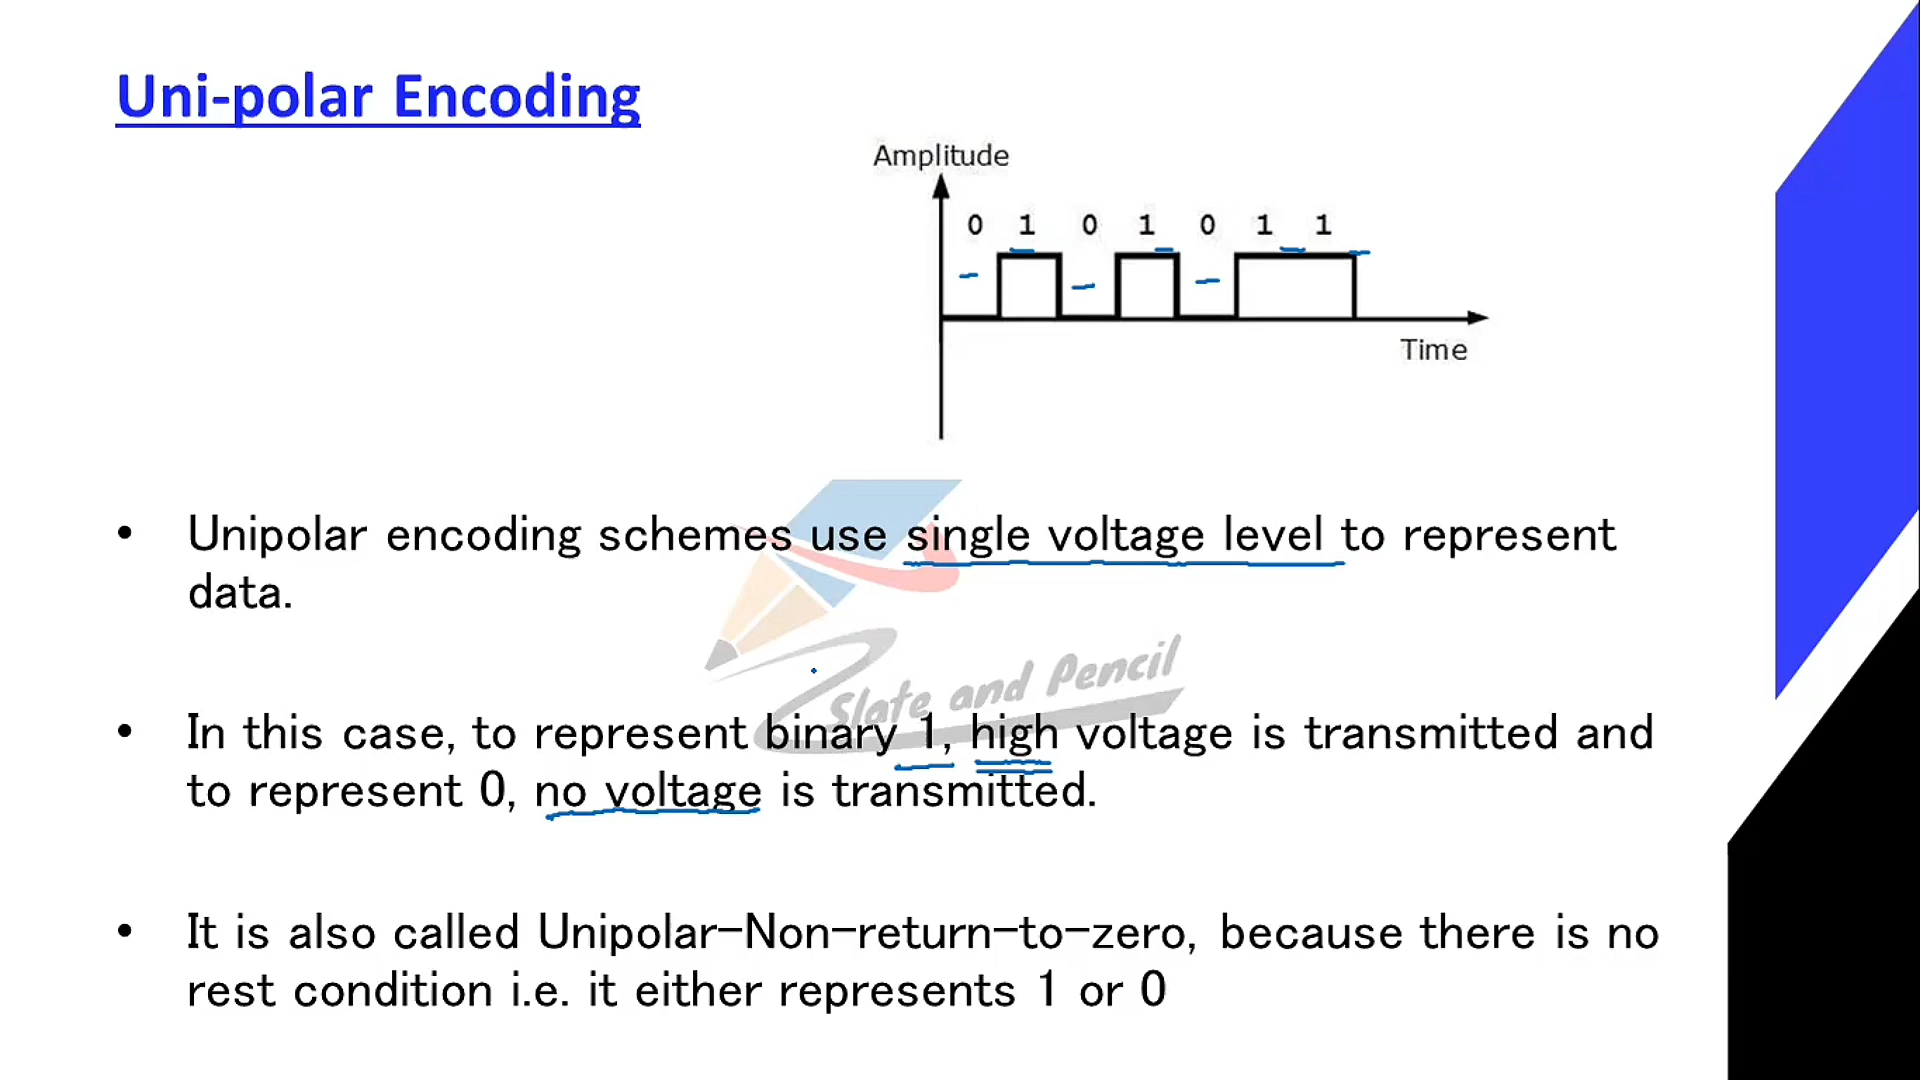 Uni-polar Encoding
Amplitude
0 1 0 1 0 1 1
Time
• Unipolar encoding schemes use single voltage level to represent
data.
Slate and Pencil
• In this case, to represent binary 1, high voltage is transmitted and
to represent 0, no voltage is transmitted.
• It is also called Unipolar-Non-return-to-zero, because there is no
rest condition i.e. it either represents 1 or 0